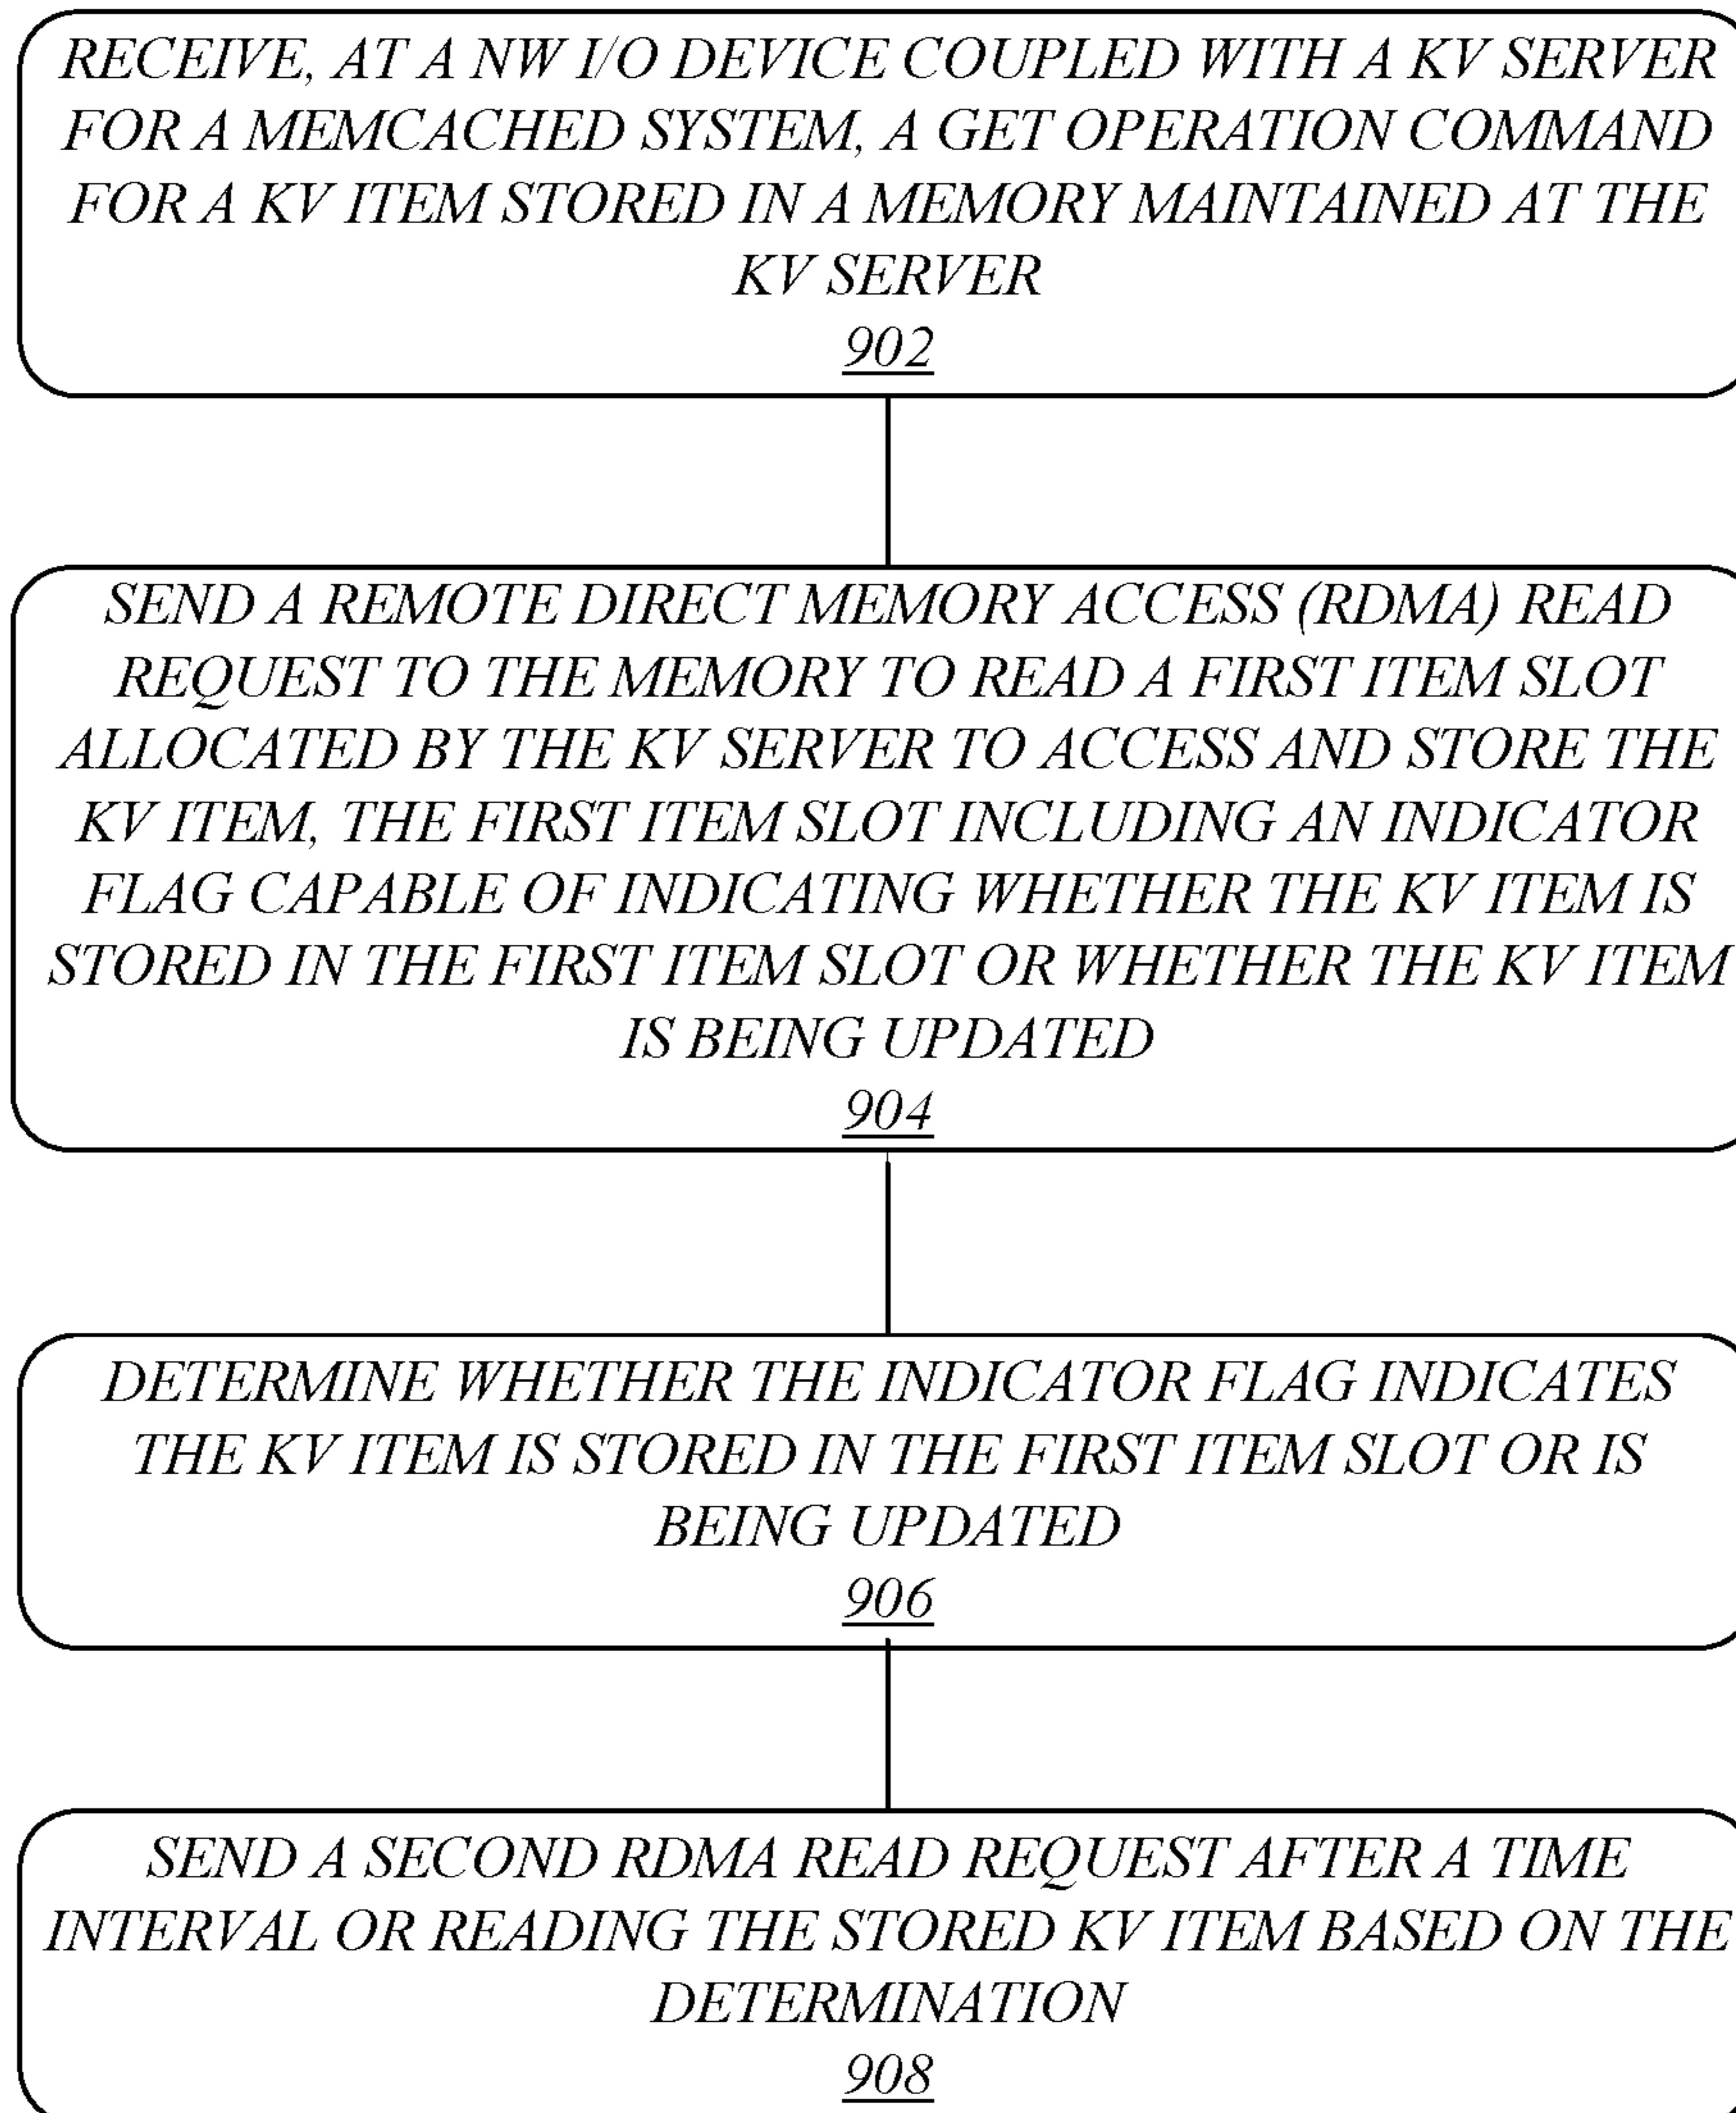 RECEIVE, AT A NW I/O DEVICE COUPLED WITH A KV SERVER
FOR A MEMCACHED SYSTEM, A GET OPERATION COMMAND
FOR A KV ITEM STORED IN A MEMORY MAINTAINED AT THE
KV SERVER
902
SEND A REMOTE DIRECT MEMORY ACCESS (RDMA) READ
REQUEST TO THE MEMORY TO READ A FIRST ITEM SLOT
ALLOCATED BY THE KV SERVER TO ACCESS AND STORE THE
KV ITEM, THE FIRST ITEM SLOT INCLUDING AN INDICATOR
FLAG CAPABLE OF INDICATING WHETHER THE KV ITEM IS
STORED IN THE FIRST ITEM SLOT OR WHETHER THE KV ITEM
IS BEING UPDATED
904
DETERMINE WHETHER THE INDICATOR FLAG INDICATES
THE KV ITEM IS STORED IN THE FIRST ITEM SLOT OR IS
BEING UPDATED
906
SEND A SECOND RDMA READ REQUEST AFTER A TIME
INTERVAL OR READING THE STORED KV ITEM BASED ON THE
DETERMINATION
908